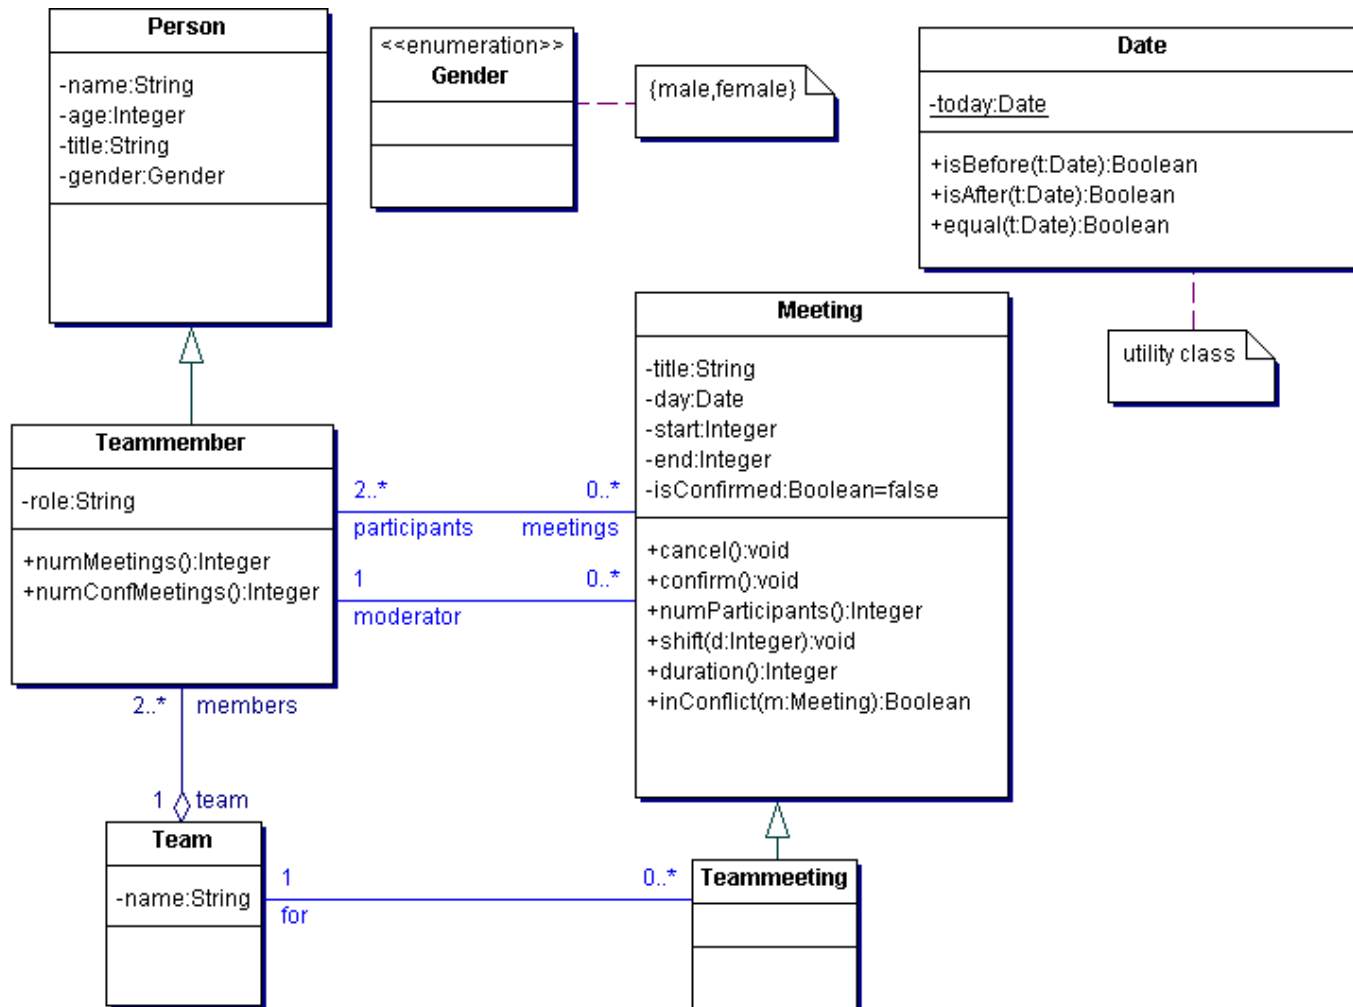 Person
-name:String
-age:Integer
-title:String
-gender:Gender
<<enumeration>>
Gender
{male,female}
Date
-today:Date
+isBefore(t:Date):Boolean
+isAfter(t:Date):Boolean
+equal(t:Date):Boolean
utility class
Meeting
-title:String
-day:Date
-start:Integer
-end:Integer
-isConfirmed:Boolean=false
+cancel():void
+confirm():void
+numParticipants():Integer
+shift(d:Integer):void
+duration():Integer
+inConflict(m:Meeting):Boolean
Teammember
-role:String
+numMeetings():Integer
+numConfMeetings():Integer
2..* 0..*
participants meetings
1 0..*
moderator
2..* members
1 team
Team
-name:String
1 0..*
for
Teammeeting